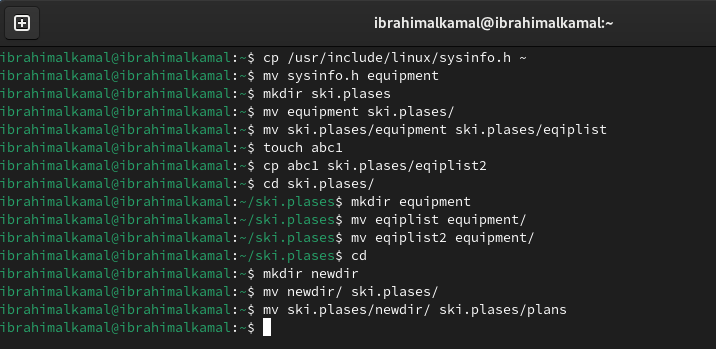 ibrahimalkamal@ibrahimalkamal:~
ibrahimalkamal@ibrahimalkamal:~$ cp /usr/include/linux/sysinfo.h ~
ibrahimalkamal@ibrahimalkamal:~$ mv sysinfo.h equipment
ibrahimalkamal@ibrahimalkamal:~$ mkdir ski.plases
ibrahimalkamal@ibrahimalkamal:~$ mv equipment ski.plases/
ibrahimalkamal@ibrahimalkamal:~$ mv ski.plases/equipment ski.plases/eqiplist
ibrahimalkamal@ibrahimalkamal:~$ touch abc1
ibrahimalkamal@ibrahimalkamal:~$ cp abc1 ski.plases/eqiplist2
ibrahimalkamal@ibrahimalkamal:~$ cd ski.plases/
ibrahimalkamal@ibrahimalkamal:~/ski.plases$ mkdir equipment
ibrahimalkamal@ibrahimalkamal:~/ski.plases$ mv eqiplist equipment/
ibrahimalkamal@ibrahimalkamal:~/ski.plases$ mv eqiplist2 equipment/
ibrahimalkamal@ibrahimalkamal:~/ski.plases$ cd
ibrahimalkamal@ibrahimalkamal:~$ mkdir newdir
ibrahimalkamal@ibrahimalkamal:~$ mv newdir/ ski.plases/
ibrahimalkamal@ibrahimalkamal:~$ mv ski.plases/newdir/ ski.plases/plans
ibrahimalkamal@ibrahimalkamal:~$